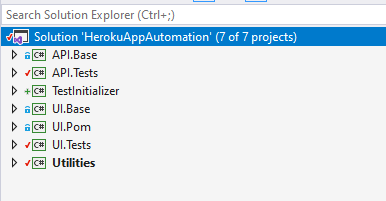 Search Solution Explorer (Ctrl+;)
Solution 'HerokuAppAutomation' (7 of 7 projects)
C# API.Base
C# API.Tests
C# TestInitializer
C# UI.Base
C# UI.Pom
C# UI.Tests
C# Utilities